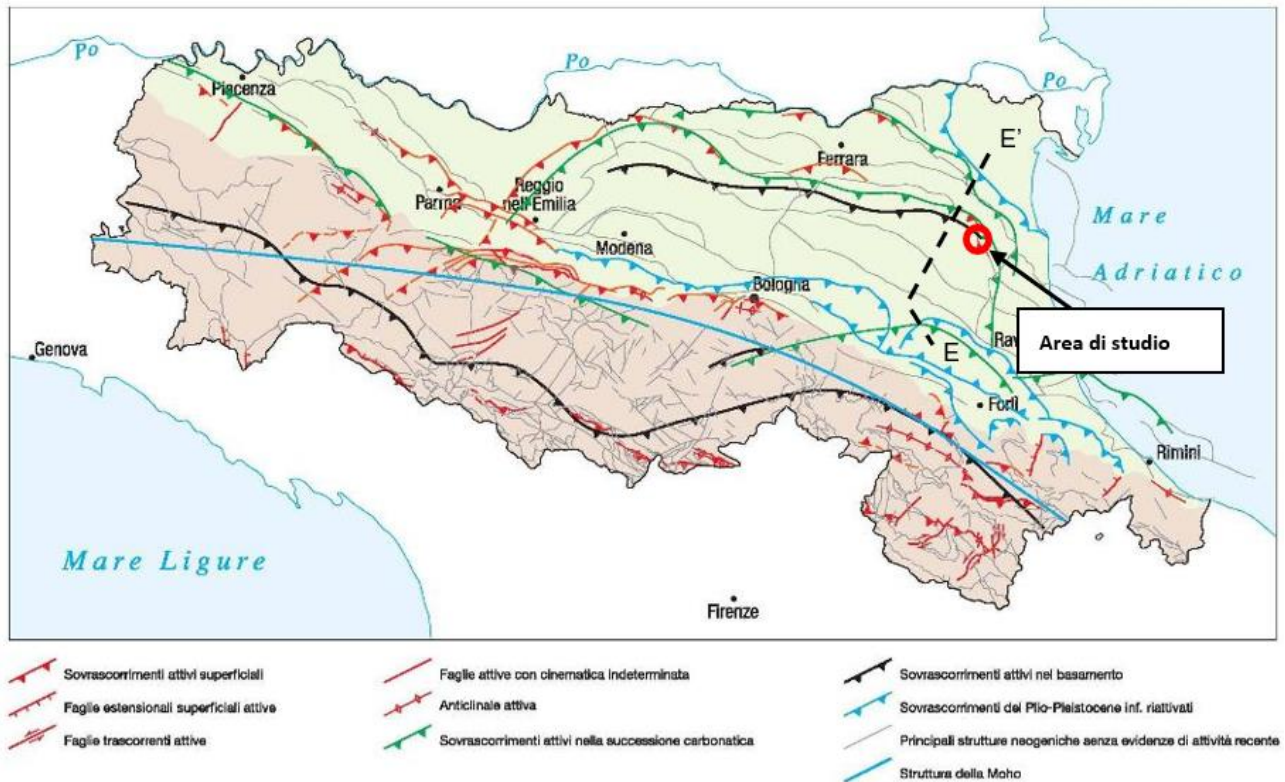 Po
Po
Po
Piacenza
E'
Ferrara
Parma
Reggio
nell'Emilia
Mare
Modena
Adriatico
Bologna
Genova
Rav
Area di studio
E
Forlì
Rimini
Mare Ligure
Firenze
Sovrascorrimenti attivi superficiali
Faglie attive con cinematica indeterminata
Sovrascorrimenti attivi nel basamento
Faglie estensionali superficiali attive
Anticlinale attiva
Sovrascorrimenti del Plio-Pleistocene inf. riattivati
Faglie trascorrenti attive
Sovrascorrimenti attivi nella successione carbonatica
Principali strutture neogeniche senza evidenze di attività recente
Struttura della Moho